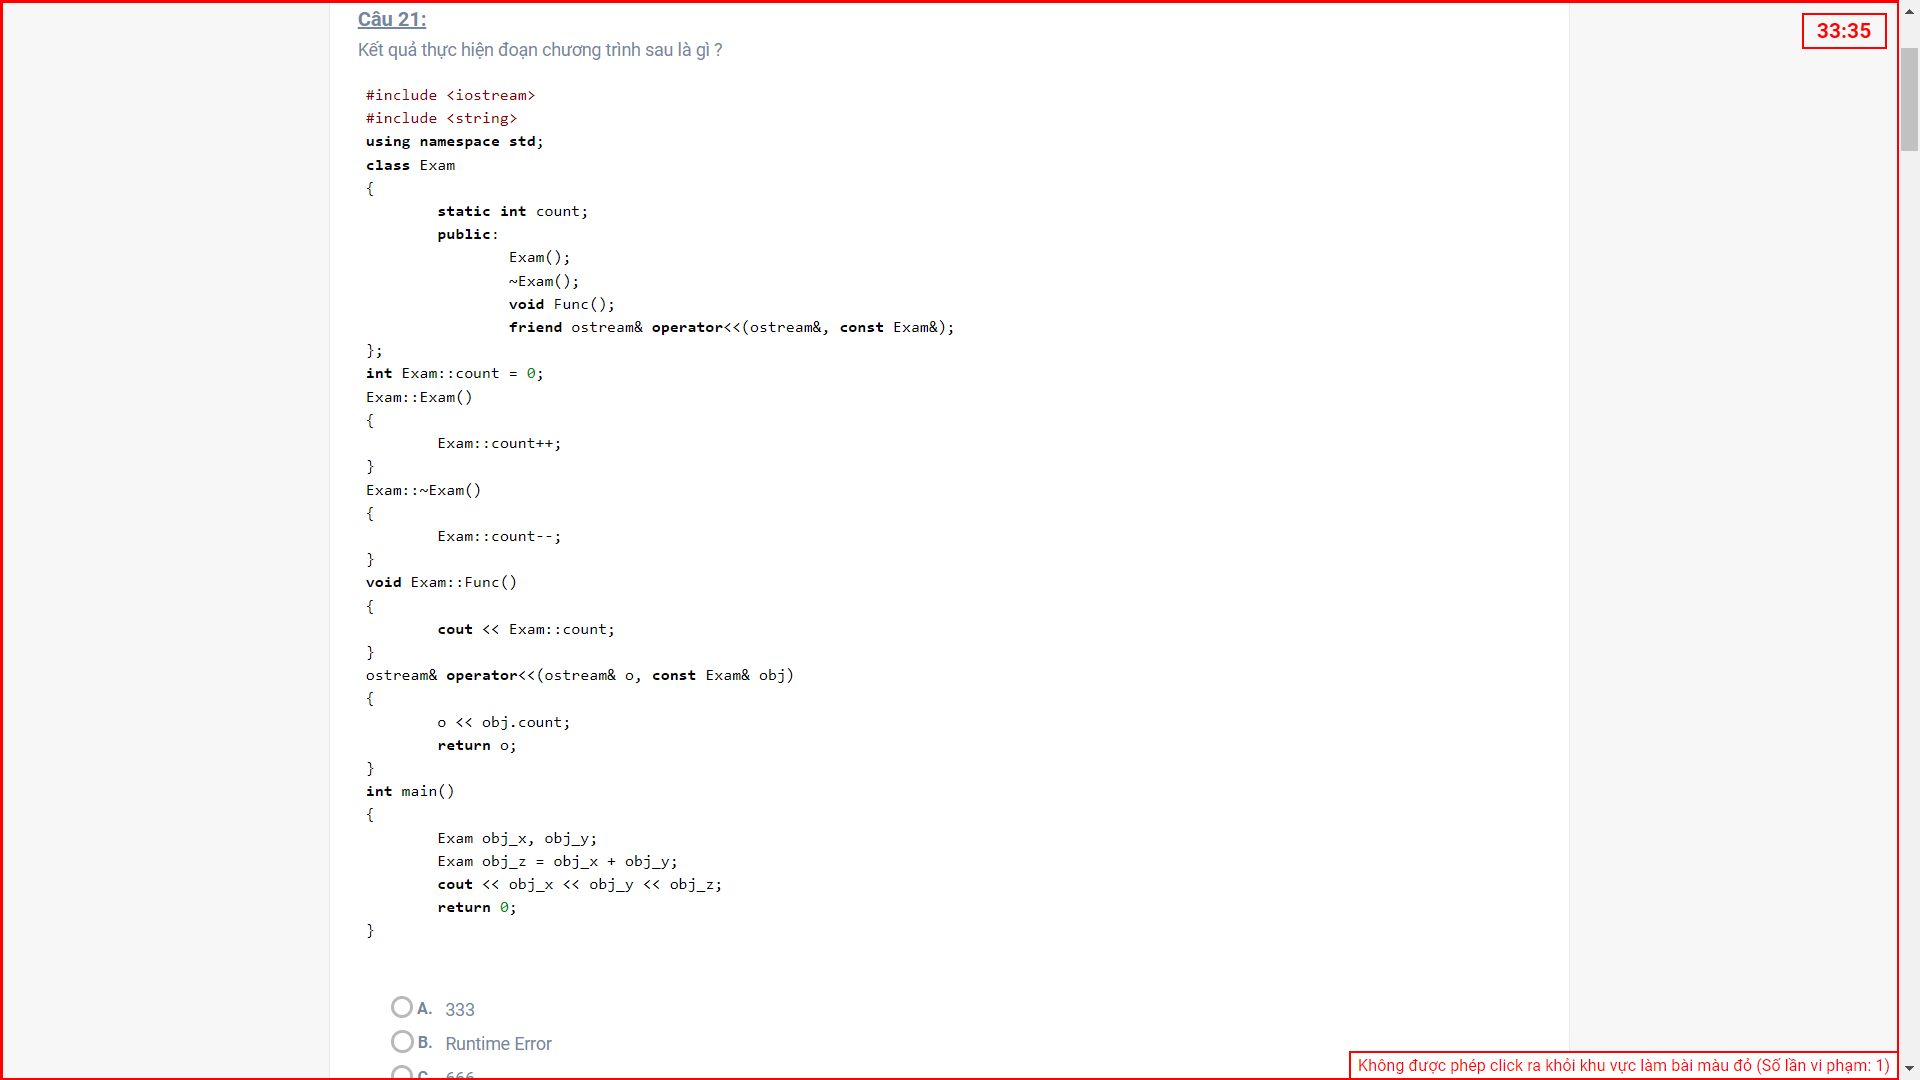 Câu 21:
33:35
Kết quả thực hiện đoạn chương trình sau là gì ?
#include <iostream>
#include <string>
using namespace std;
class Exam
{
static int count;
public:
Exam();
~Exam();
void Func();
friend ostream& operator<<(ostream&, const Exam&);
};
int Exam::count = 0;
Exam::Exam()
{
Exam::count++;
}
Exam::~Exam()
{
Exam::count--;
}
void Exam::Func()
{
cout << Exam::count;
}
ostream& operator<<(ostream& o, const Exam& obj)
{
o << obj.count;
return o;
}
int main()
{
Exam obj_x, obj_y;
Exam obj_z = obj_x + obj_y;
cout << obj_x << obj_y << obj_z;
return 0;
}
A. 333
B. Runtime Error
C. 666
Không được phép click ra khỏi khu vực làm bài màu đỏ (Số lần vi phạm: 1)